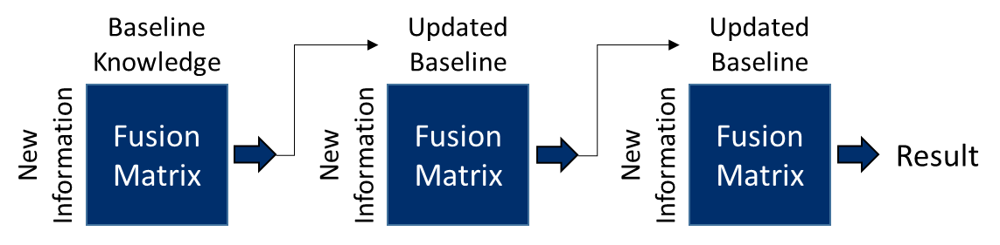 Baseline
Knowledge
New
Information
Fusion
Matrix
Updated
Baseline
New
Information
Fusion
Matrix
Updated
Baseline
New
Information
Fusion
Matrix
Result